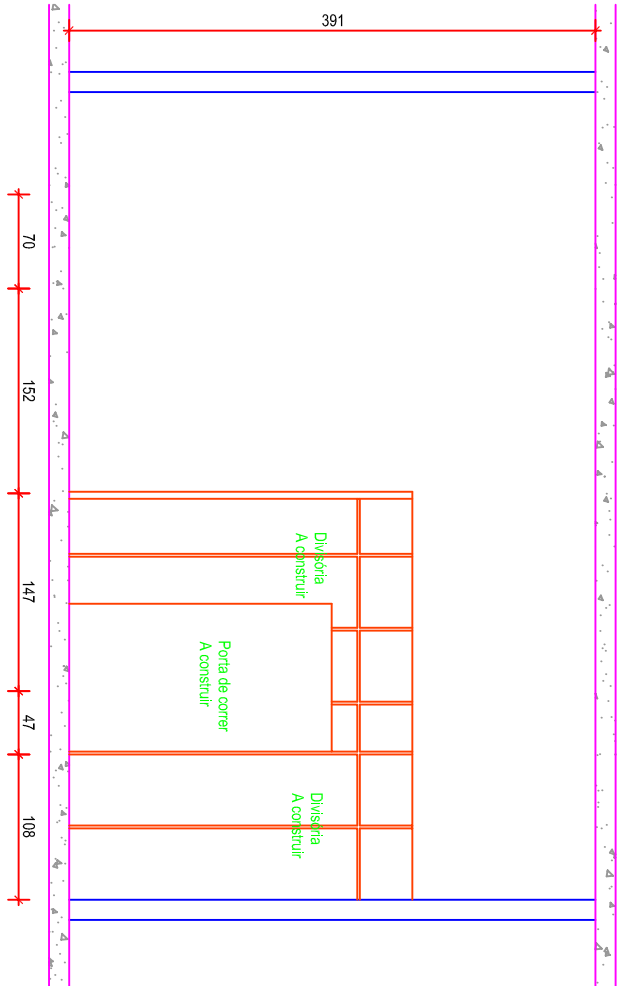 391
70
152
147
47
108
Divisória
A construir
Porta de correr
A construir
Divisória
A construir